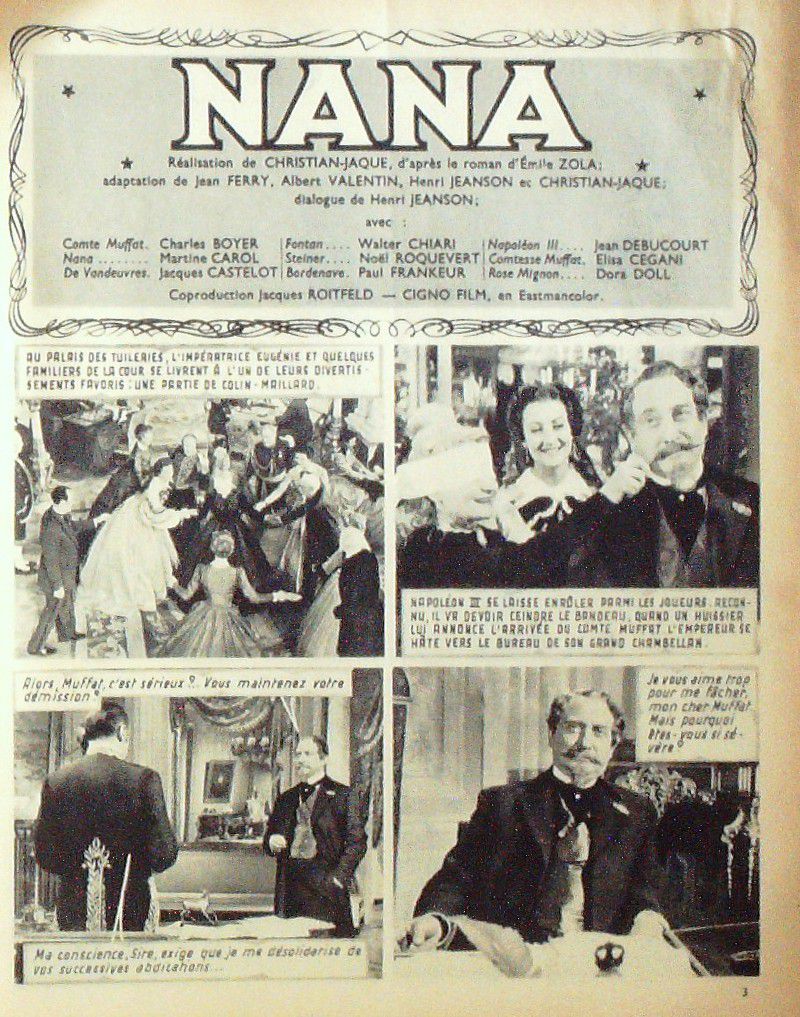 NANA
Réalisation de CHRISTIAN-JAQUE, d'après le roman d'Émile ZOLA;
adaptation de Jean FERRY, Albert VALENTIN, Henri JEANSON et CHRISTIAN-JAQUE;
dialogue de Henri JEANSON;
avec :
Comte Muffat. Charles BOYER
Nana ........ Martine CAROL
De Vandeuvres. Jacques CASTELOT
Fontan.... Walter CHIARI
Steiner... Noël ROQUEVERT
Bordenave. Paul FRANKEUR
Napoléon III.... Jean DEBUCOURT
Comtesse Muffat. Elisa CEGANI
Rose Mignon.... Dora DOLL
Coproduction Jacques ROITFELD — CIGNO FILM, en Eastmancolor.
AU PALAIS DES TUILERIES, L'IMPÉRATRICE EUGÉNIE ET QUELQUES
FAMILIERS DE LA COUR SE LIVRENT À L'UN DE LEURS DIVERTIS-
SEMENTS FAVORIS : UNE PARTIE DE COLIN-MAILLARD.
NAPOLÉON III SE LAISSE ENRÔLER PARMI LES JOUEURS. RECON-
NU, IL VA DEVOIR CEINDRE LE BANDEAU, QUAND UN HUISSIER
LUI ANNONCE L'ARRIVÉE DU COMTE MUFFAT. L'EMPEREUR SE
HÂTE VERS LE BUREAU DE SON GRAND CHAMBELLAN.
Alors, Muffat, c'est sérieux ?.. Vous maintenez votre
démission ?
Ma conscience, Sire, exige que je me désolidarise de
vos successives abdications...
Je vous aime trop
pour me fâcher,
mon cher Muffat.
Mais pourquoi
êtes-vous si sé-
vère ?
3